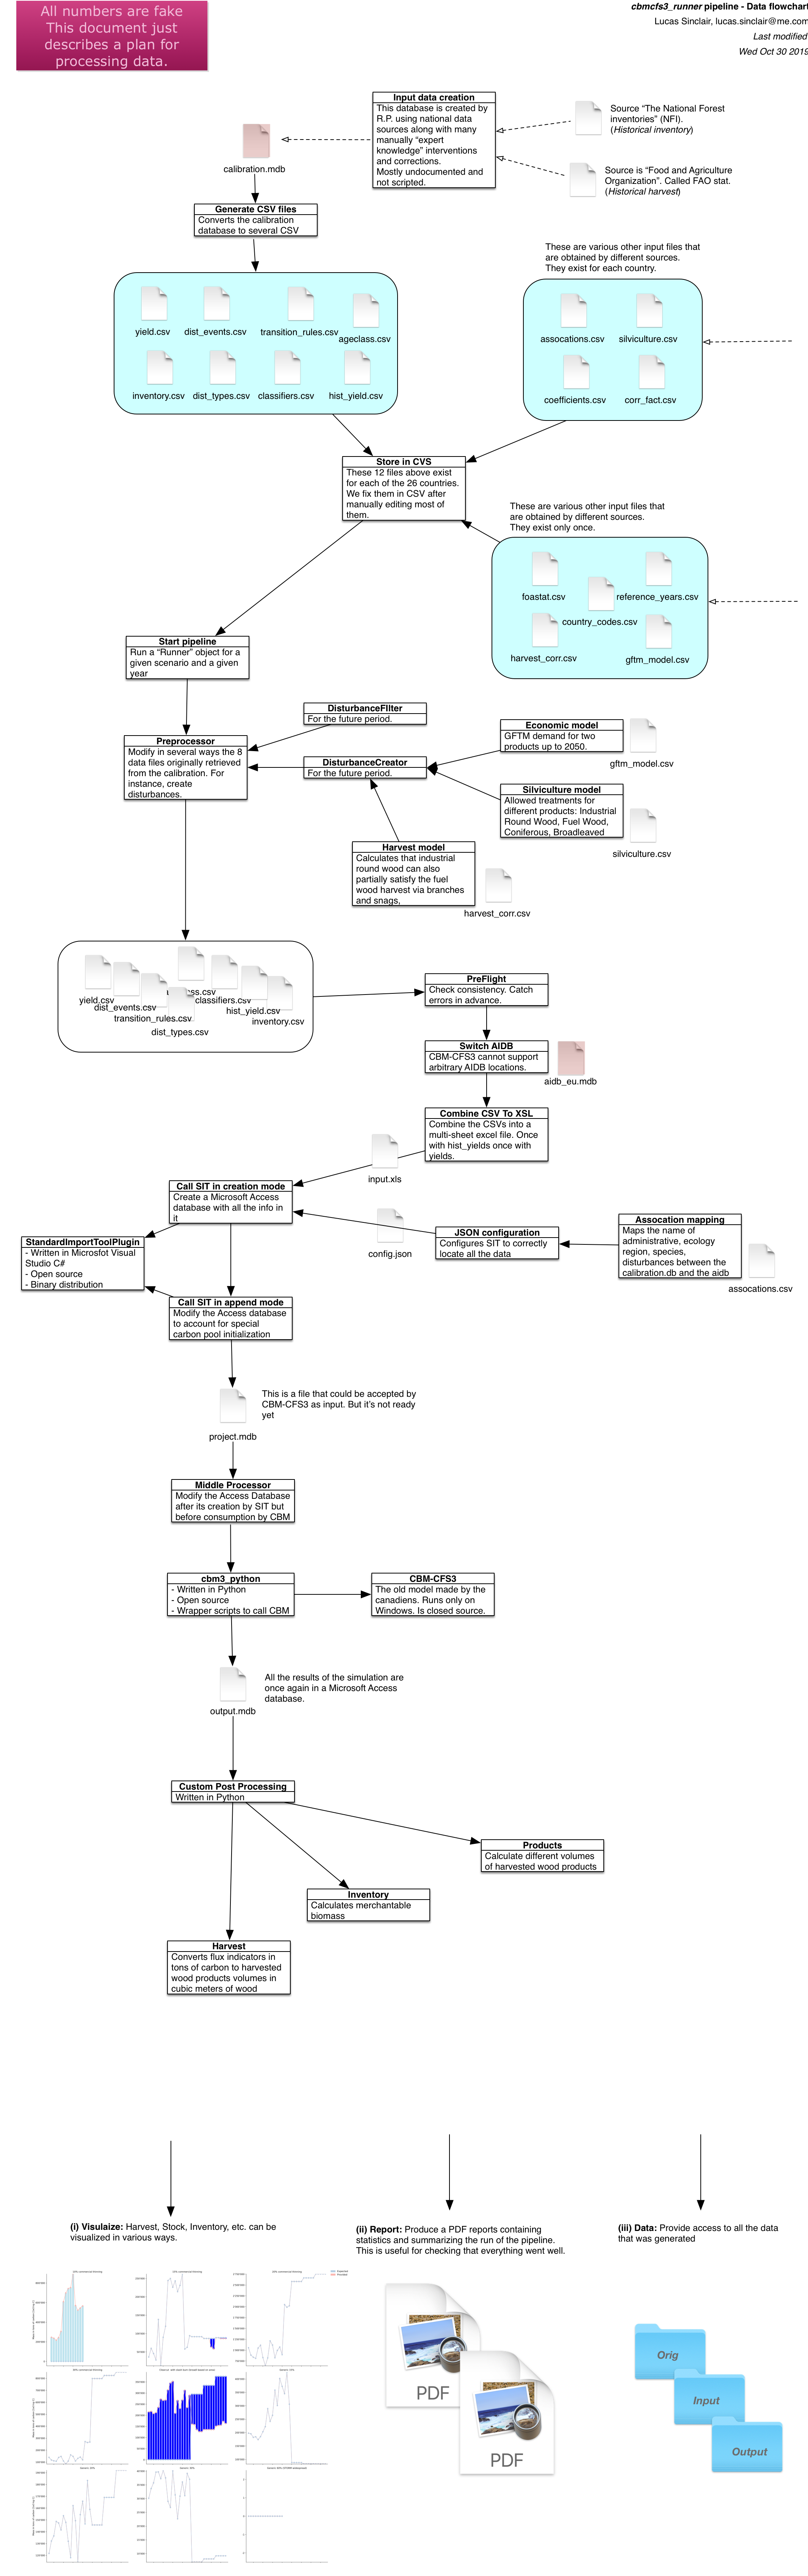 All numbers are fake
This document just
describes a plan for
processing data.
cbmcfs3_runner pipeline - Data flowchart
Lucas Sinclair, lucas.sinclair@me.com
Last modified
Wed Oct 30 2019
Input data creation
This database is created by
R.P. using national data
sources along with many
manually “expert
knowledge” interventions
and corrections.
Mostly undocumented and
not scripted.
Source “The National Forest
inventories” (NFI).
(Historical inventory)
Source is “Food and Agriculture
Organization”. Called FAO stat.
(Historical harvest)
calibration.mdb
Generate CSV files
Converts the calibration
database to several CSV
These are various other input files that
are obtained by different sources.
They exist for each country.
yield.csv
dist_events.csv
transition_rules.csv
ageclass.csv
inventory.csv
dist_types.csv
classifiers.csv
hist_yield.csv
assocations.csv
silviculture.csv
coefficients.csv
corr_fact.csv
Store in CVS
These 12 files above exist
for each of the 26 countries.
We fix them in CSV after
manually editing most of
them.
These are various other input files that
are obtained by different sources.
They exist only once.
foastat.csv
reference_years.csv
country_codes.csv
harvest_corr.csv
gftm_model.csv
Start pipeline
Run a “Runner” object for a
given scenario and a given
year
DisturbanceFIlter
For the future period.
Preprocessor
Modify in several ways the 8
data files originally retrieved
from the calibration. For
instance, create
disturbances.
DisturbanceCreator
For the future period.
Economic model
GFTM demand for two
products up to 2050.
gftm_model.csv
Silviculture model
Allowed treatments for
different products: Industrial
Round Wood, Fuel Wood,
Coniferous, Broadleaved
silviculture.csv
Harvest model
Calculates that industrial
round wood can also
partially satisfy the fuel
wood harvest via branches
and snags,
harvest_corr.csv
yield.csv
dist_events.csv
transition_rules.csv
dist_types.csv
ss.csv
classifiers.csv
hist_yield.csv
inventory.csv
PreFlight
Check consistency. Catch
errors in advance.
Switch AIDB
CBM-CFS3 cannot support
arbitrary AIDB locations.
aidb_eu.mdb
Combine CSV To XSL
Combine the CSVs into a
multi-sheet excel file. Once
with hist_yields once with
yields.
input.xls
Call SIT in creation mode
Create a Microsoft Access
database with all the info in
it
config.json
JSON configuration
Configures SIT to correctly
locate all the data
Assocation mapping
Maps the name of
administrative, ecology
region, species,
disturbances between the
calibration.db and the aidb
assocations.csv
StandardImportToolPlugin
- Written in Microsfot Visual
Studio C#
- Open source
- Binary distribution
Call SIT in append mode
Modify the Access database
to account for special
carbon pool initialization
This is a file that could be accepted by
CBM-CFS3 as input. But it’s not ready
yet
project.mdb
Middle Processor
Modify the Access Database
after its creation by SIT but
before consumption by CBM
cbm3_python
- Written in Python
- Open source
- Wrapper scripts to call CBM
CBM-CFS3
The old model made by the
canadiens. Runs only on
Windows. Is closed source.
All the results of the simulation are
once again in a Microsoft Access
database.
output.mdb
Custom Post Processing
Written in Python
Products
Calculate different volumes
of harvested wood products
Inventory
Calculates merchantable
biomass
Harvest
Converts flux indicators in
tons of carbon to harvested
wood products volumes in
cubic meters of wood
(i) Visulaize: Harvest, Stock, Inventory, etc. can be
visualized in various ways.
(ii) Report: Produce a PDF reports containing
statistics and summarizing the run of the pipeline.
This is useful for checking that everything went well.
(iii) Data: Provide access to all the data
that was generated
PDF
PDF
Orig
Input
Output